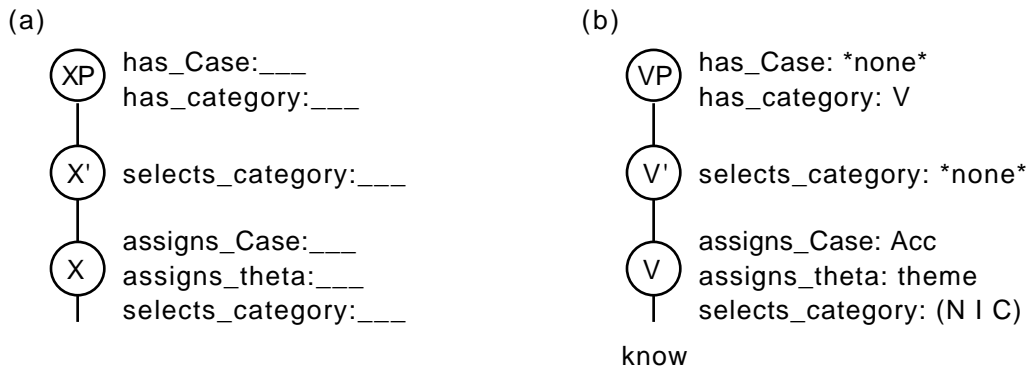 (a)
XP has_Case:___
has_category:___
X' selects_category:___
X assigns_Case:___
assigns_theta:___
selects_category:___
(b)
VP has_Case: *none*
has_category: V
V' selects_category: *none*
V assigns_Case: Acc
assigns_theta: theme
selects_category: (N I C)
know